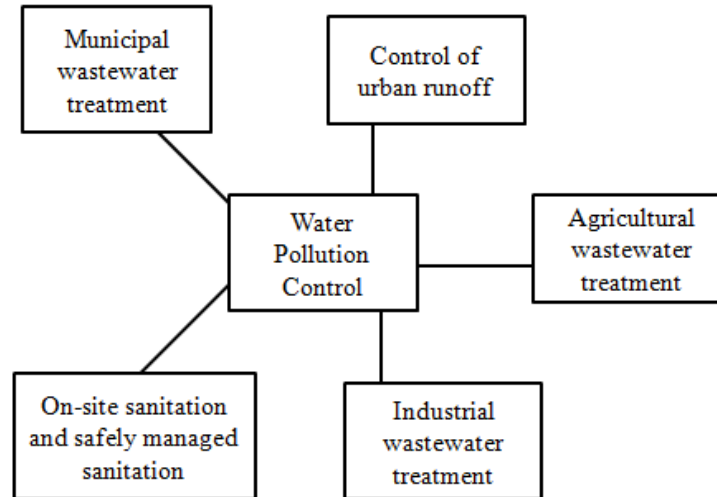 Municipal
wastewater
treatment
Control of
urban runoff
Water
Pollution
Control
Agricultural
wastewater
treatment
On-site sanitation
and safely managed
sanitation
Industrial
wastewater
treatment